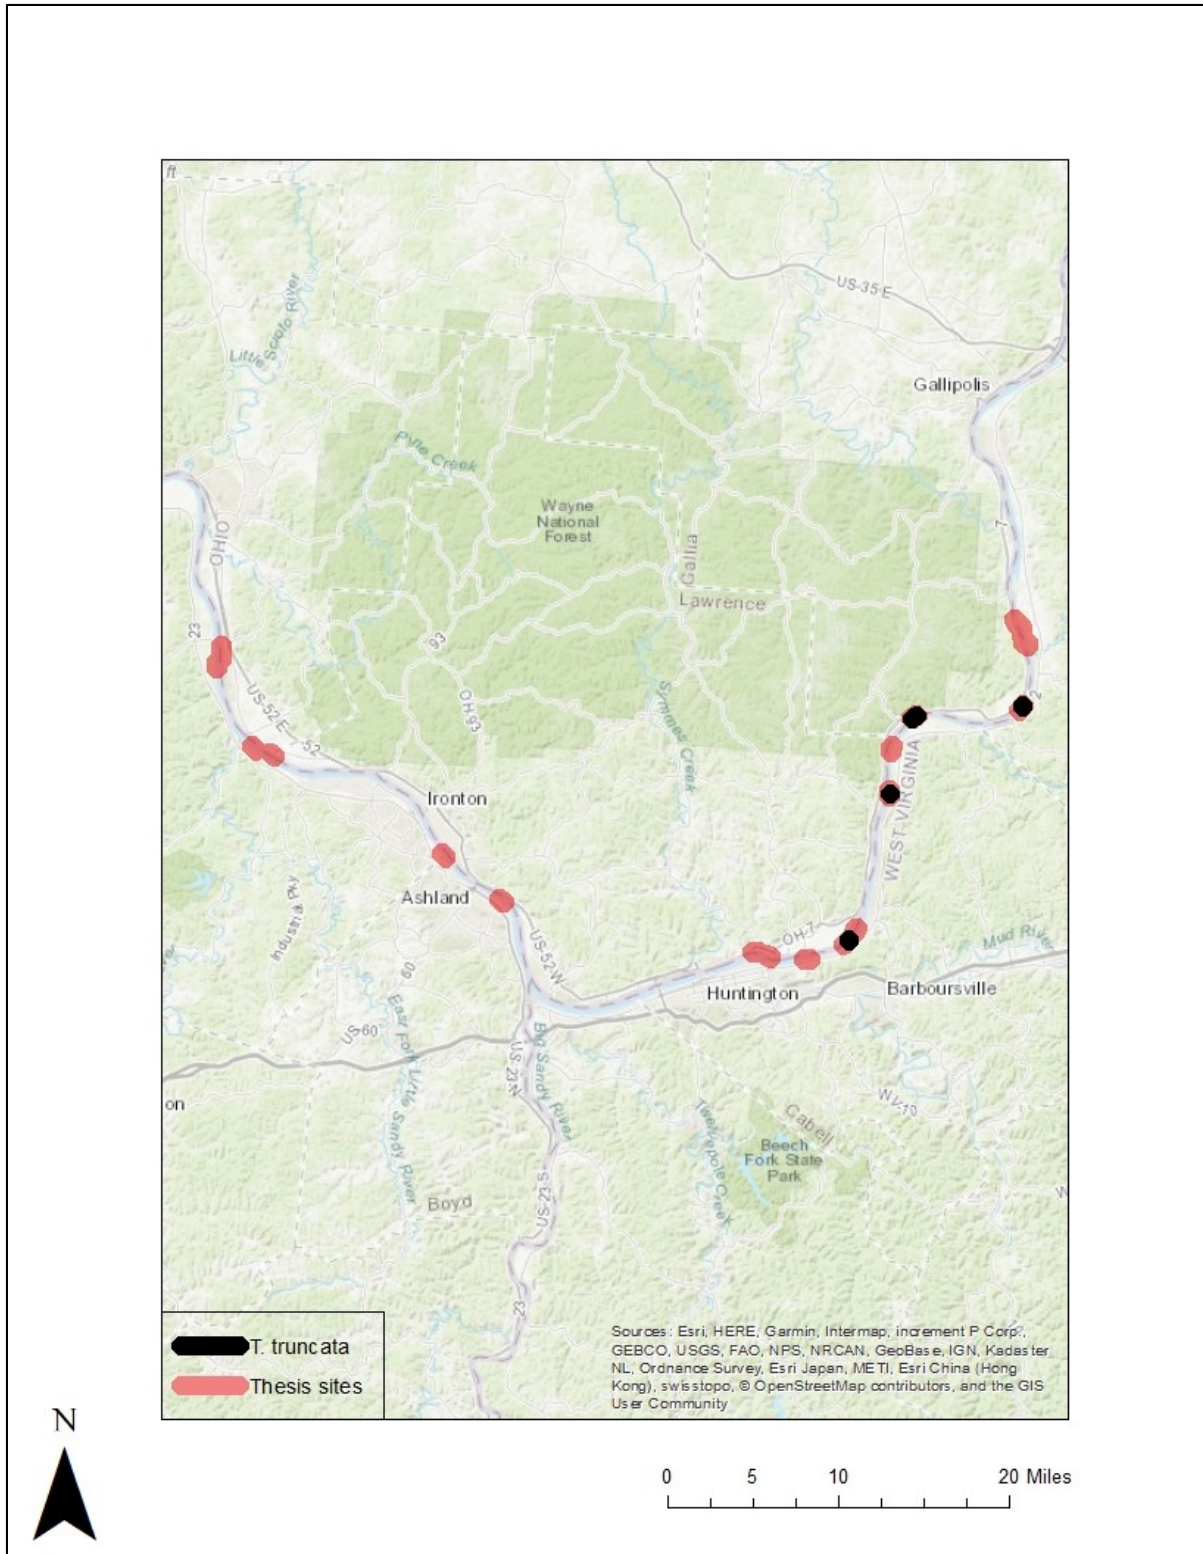 ft
US-35 E
Little Scioto River
Gallipolis
Pine Creek
Wayne
National
Forest
7
OHIO
Gallia
Lawrence
23
93
2
US-52 E
52
OH-93
Symmes Creek
WEST VIRGINIA
Ironton
Ashland
Industrial Pky
OH-7
Mud River
US-52 W
60
Huntington
Barboursville
US-60
East Fork Little Sandy River
US-23-N
Big Sandy River
on
WV-10
Twelvepole Creek
Cabell
Beech
Fork State
Park
W
Boyd
US-23-S
23
T. truncata
Thesis sites
Sources: Esri, HERE, Garmin, Intermap, increment P Corp.,
GEBCO, USGS, FAO, NPS, NRCAN, GeoBase, IGN, Kadaster
NL, Ordnance Survey, Esri Japan, METI, Esri China (Hong
Kong), swisstopo, © OpenStreetMap contributors, and the GIS
User Community
N
0 5 10 20 Miles